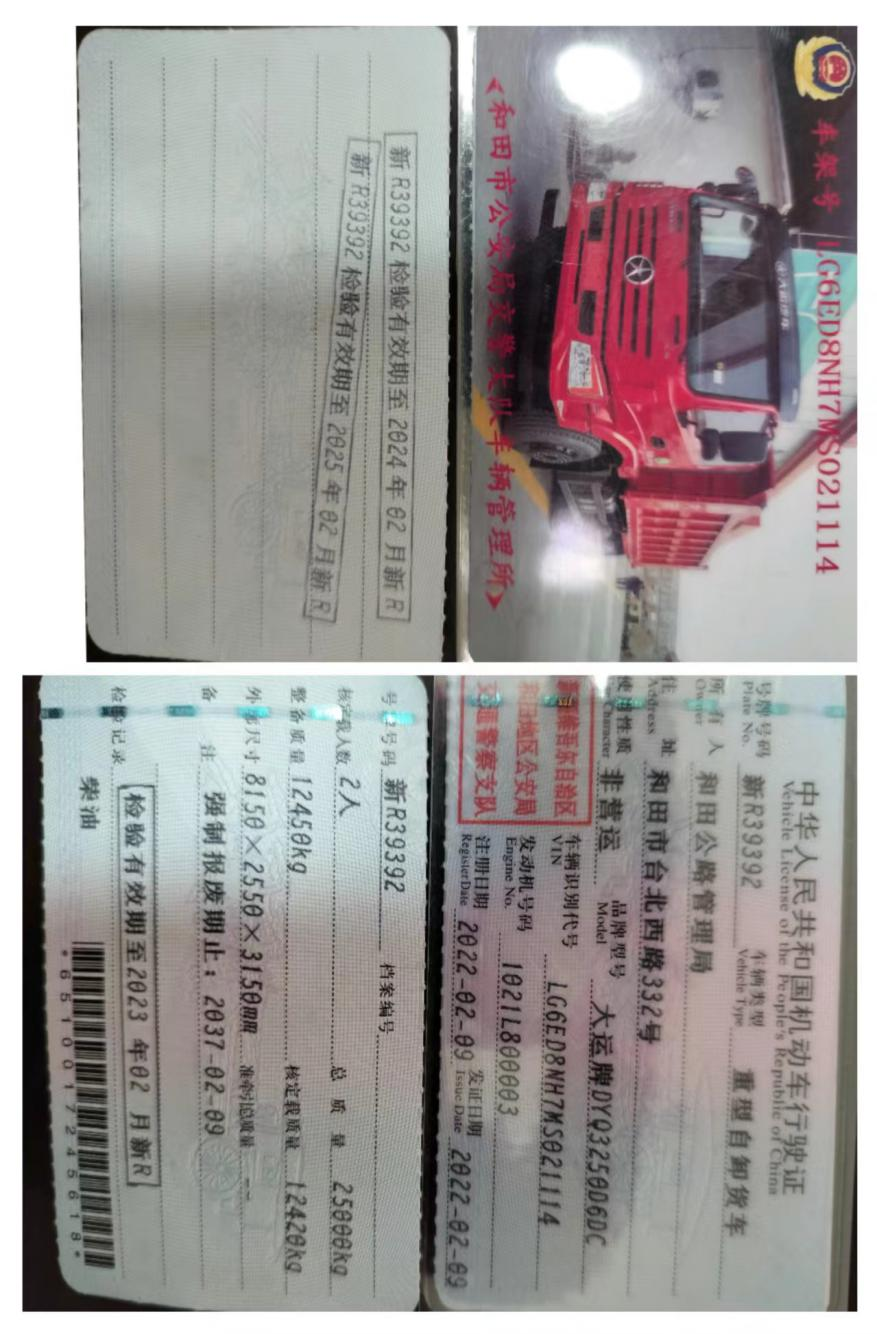 车架号 LG6ED8NH7MS021114
<和田市公安局交警大队车辆管理所>
新R39392 检验有效期至 2024 年 02 月新R
新R39392 检验有效期至 2025 年 02 月新R
中华人民共和国机动车行驶证
Vehicle License of the People's Republic of China
号牌号码 新R39392 车辆类型 重型自卸货车
Plate No. Vehicle Type
所有人 和田公路管理局
Owner
住址 和田市台北西路332号
Address
使用性质 非营运 品牌型号 大运牌DYQ3250D6DC
Use Character Model
新疆维吾尔自治区
和田地区公安局
交通警察支队
车辆识别代号 LG6ED8NH7MS021114
VIN
发动机号码 1021L800003
Engine No.
注册日期 2022-02-09 发证日期 2022-02-09
Register Date Issue Date
号牌号码 新R39392 档案编号
核定载人数 2人 总质量 25000kg
整备质量 12450kg 核定载质量 12420kg
外廓尺寸 8150×2550×3150mm 准牵引总质量 --
备注 强制报废期止：2037-02-09
检验记录 检验有效期至2023 年02 月新R
柴油
*6510017245618*